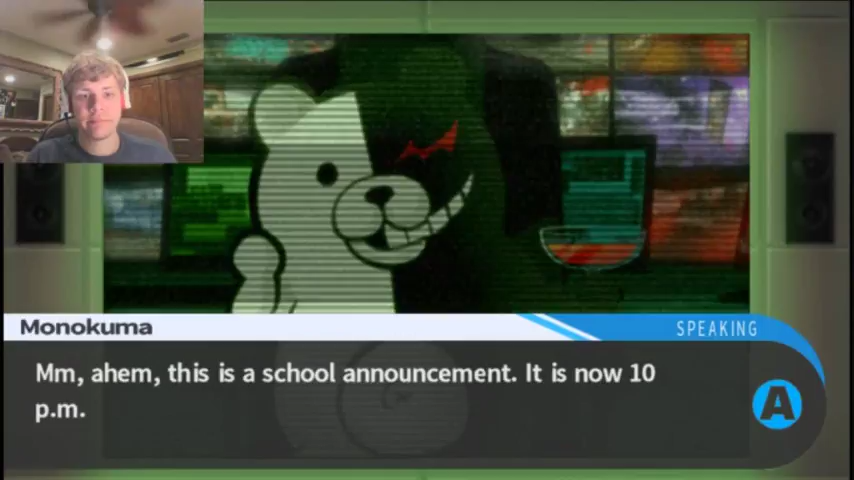 Monokuma
SPEAKING
Mm, ahem, this is a school announcement. It is now 10
p.m.
A